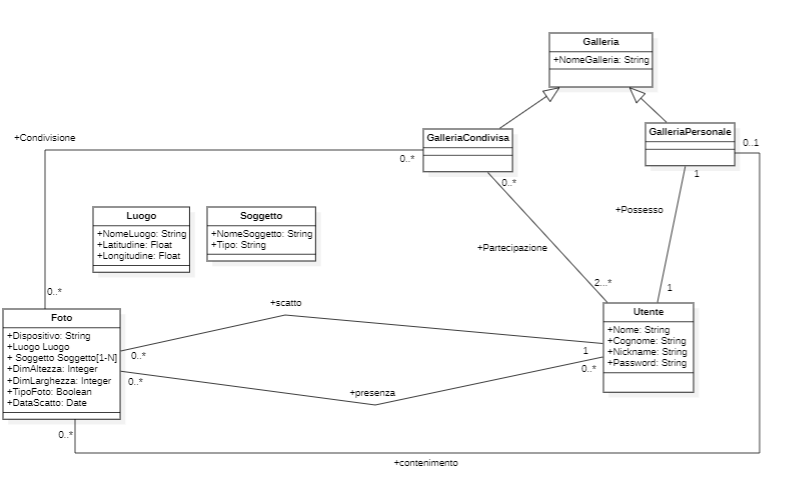 Galleria
+NomeGalleria: String
GalleriaCondivisa
GalleriaPersonale
+Condivisione
0..*
0..1
1
0..*
+Possesso
Luogo
+NomeLuogo: String
+Latitudine: Float
+Longitudine: Float
Soggetto
+NomeSoggetto: String
+Tipo: String
+Partecipazione
2..*
1
0..*
+scatto
Foto
+Dispositivo: String
+Luogo Luogo
+ Soggetto Soggetto[1-N]
+DimAltezza: Integer
+DimLarghezza: Integer
+TipoFoto: Boolean
+DataScatto: Date
Utente
+Nome: String
+Cognome: String
+Nickname: String
+Password: String
0..*
1
0..*
0..*
+presenza
0..*
+contenimento